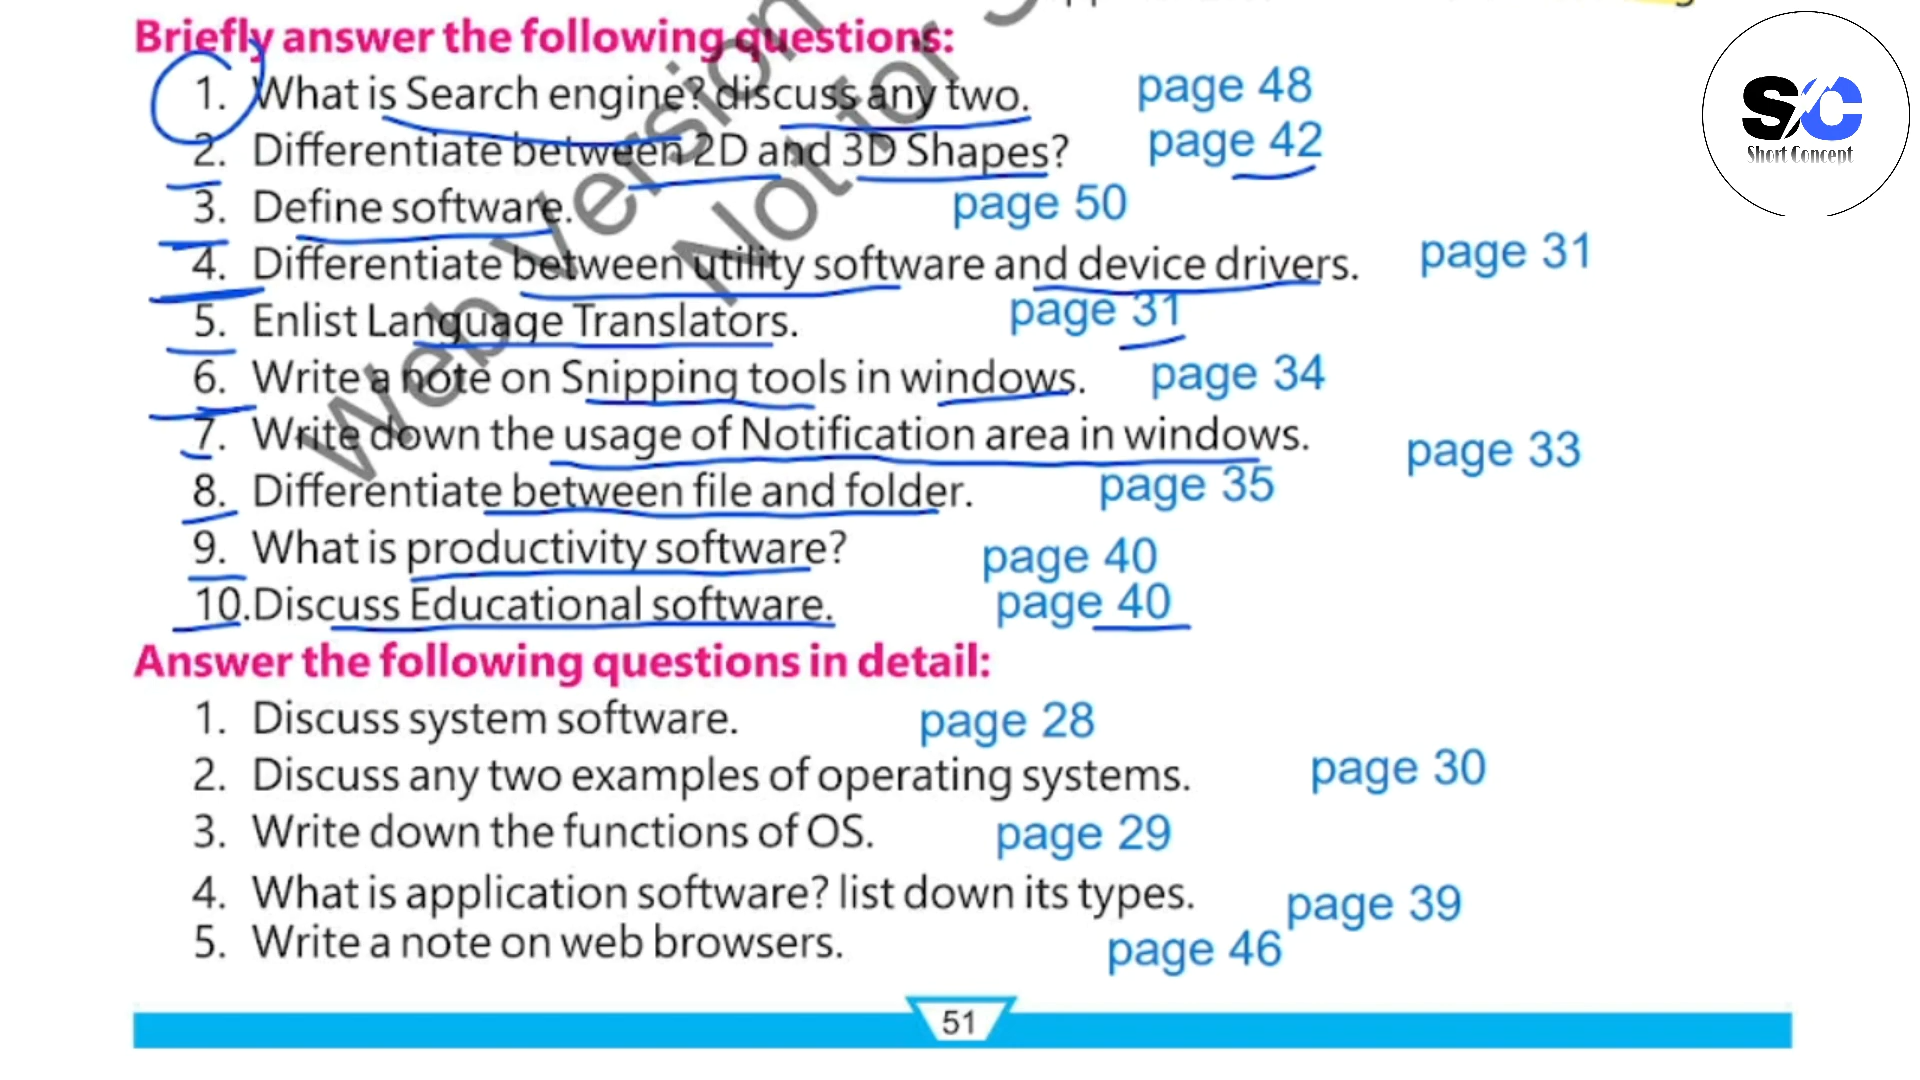 Briefly answer the following questions:
1. What is Search engine? discuss any two. page 48
2. Differentiate between 2D and 3D Shapes? page 42
3. Define software. page 50
4. Differentiate between utility software and device drivers. page 31
5. Enlist Language Translators. page 31
6. Write a note on Snipping tools in windows. page 34
7. Write down the usage of Notification area in windows. page 33
8. Differentiate between file and folder. page 35
9. What is productivity software? page 40
10.Discuss Educational software. page 40
Answer the following questions in detail:
1. Discuss system software. page 28
2. Discuss any two examples of operating systems. page 30
3. Write down the functions of OS. page 29
4. What is application software? list down its types. page 39
5. Write a note on web browsers. page 46
51
Web Version
Not for
S/C
Short Concept